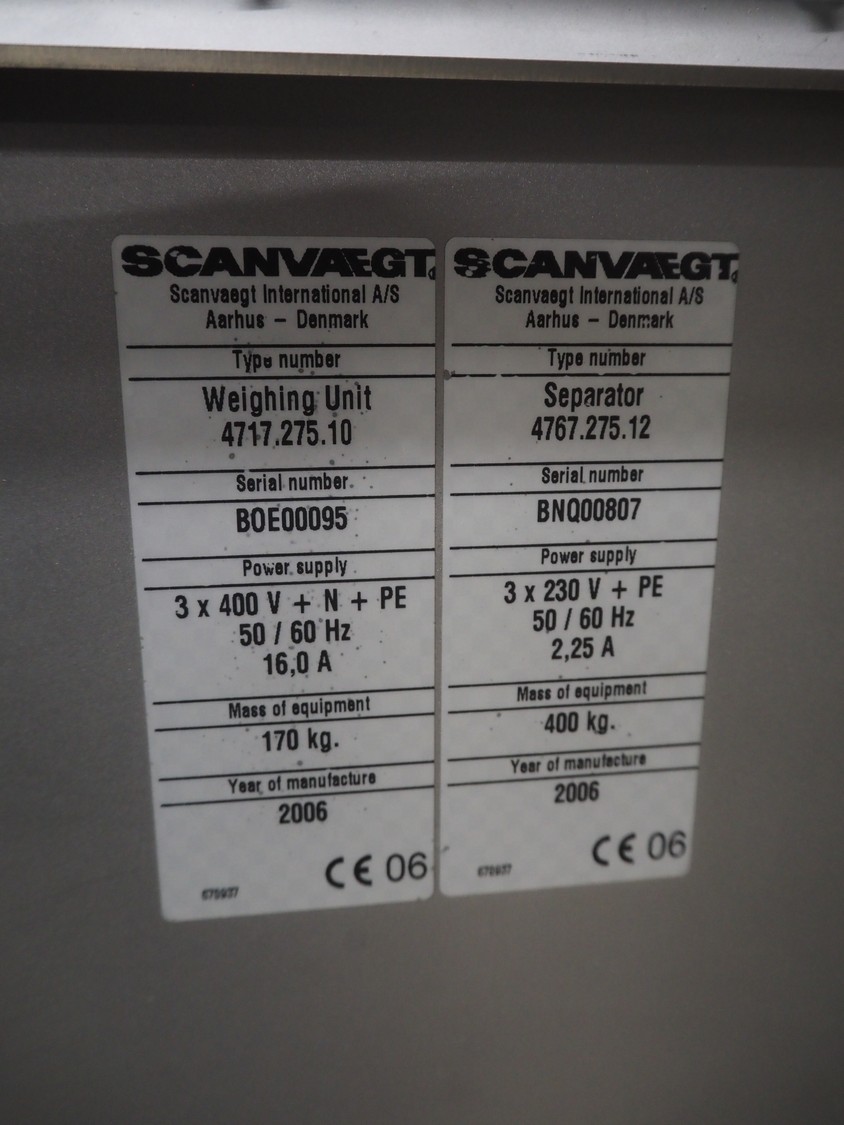 SCANVAEGT
Scanvaegt International A/S
Aarhus – Denmark
Type number
Weighing Unit
4717.275.10
Serial number
BOE00095
Power supply
3 x 400 V + N + PE
50 / 60 Hz
16,0 A
Mass of equipment
170 kg.
Year of manufacture
2006
CE 06
SCANVAEGT
Scanvaegt International A/S
Aarhus – Denmark
Type number
Separator
4767.275.12
Serial number
BNQ00807
Power supply
3 x 230 V + PE
50 / 60 Hz
2,25 A
Mass of equipment
400 kg.
Year of manufacture
2006
CE 06